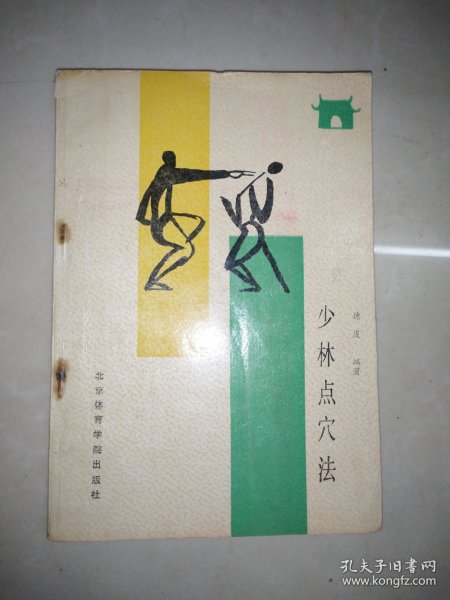 少林点穴法
德虔 编著
北京体育学院出版社
孔夫子旧书网
www.kongfz.com